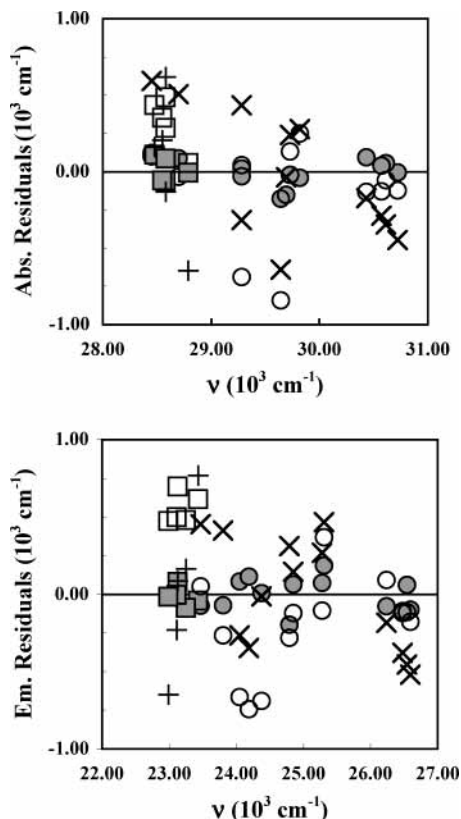 1.00
Abs. Residuals (10³ cm⁻¹)
0.00
-1.00
28.00 29.00 30.00 31.00
ν (10³ cm⁻¹)
1.00
Em. Residuals (10³ cm⁻¹)
0.00
-1.00
22.00 23.00 24.00 25.00 26.00 27.00
ν (10³ cm⁻¹)